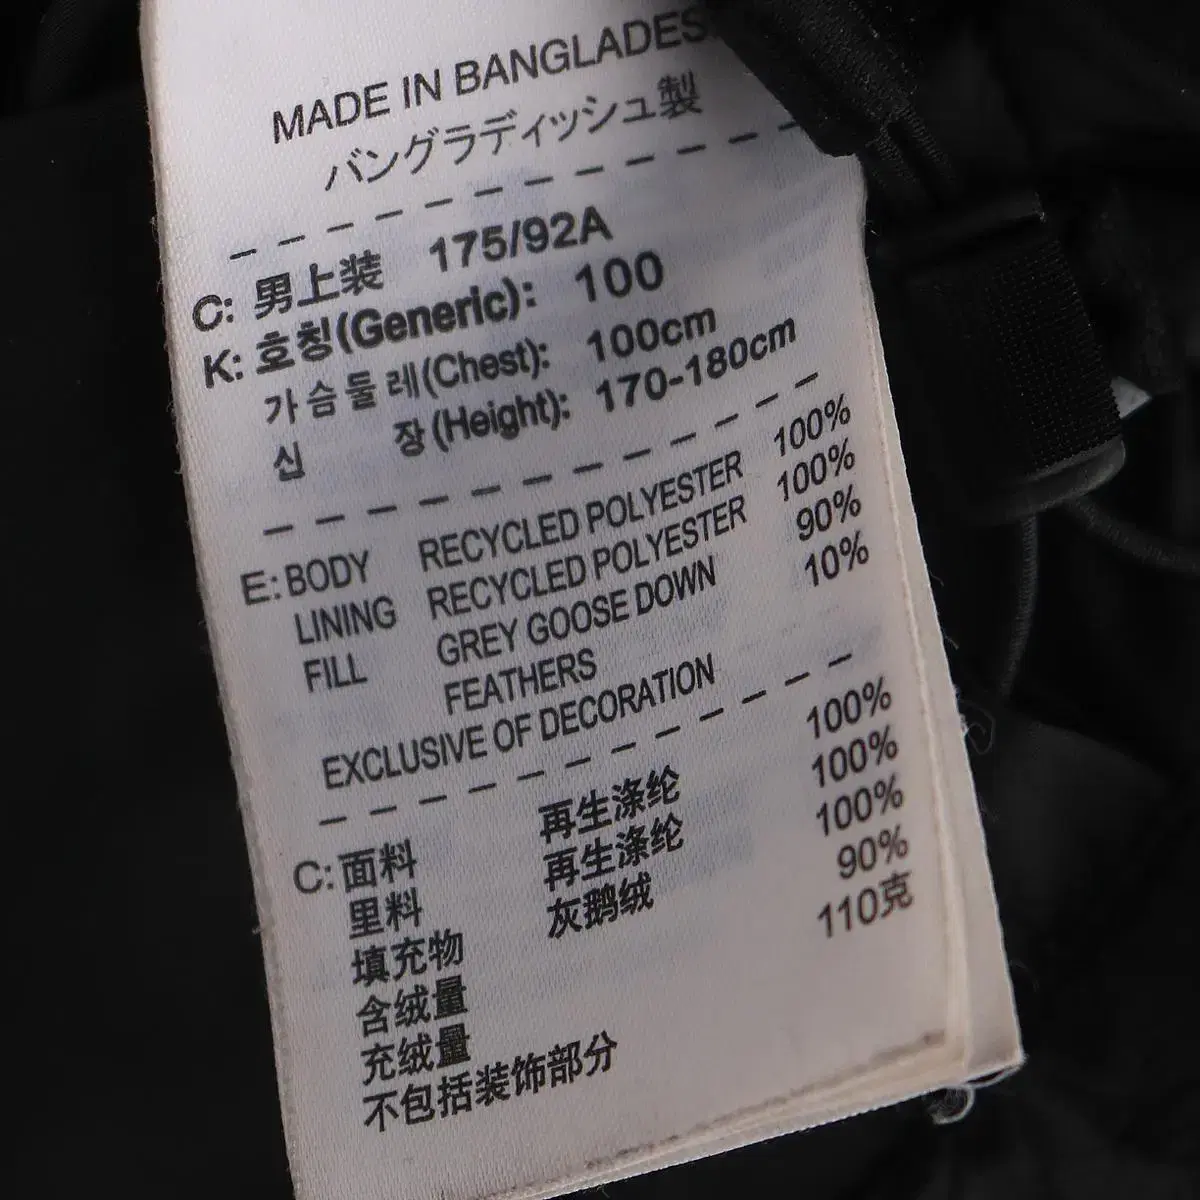 MADE IN BANGLADES
バングラディッシュ製
C: 男上装 175/92A
K: 호칭(Generic): 100
가슴둘레(Chest): 100cm
신 장(Height): 170-180cm
E: BODY RECYCLED POLYESTER 100%
LINING RECYCLED POLYESTER 100%
FILL GREY GOOSE DOWN 90%
FEATHERS 10%
EXCLUSIVE OF DECORATION
C: 面料 再生涤纶 100%
里料 再生涤纶 100%
填充物 灰鹅绒 100%
含绒量 90%
充绒量 110克
不包括装饰部分